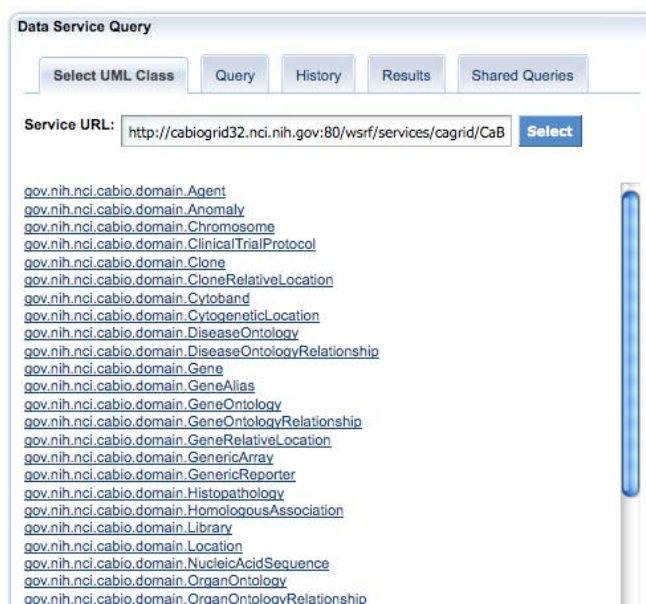 Data Service Query
Select UML Class Query History Results Shared Queries
Service URL: http://cabiogrid32.nci.nih.gov:80/wsrf/services/cagrid/CaB Select
gov.nih.nci.cabio.domain.Agent
gov.nih.nci.cabio.domain.Anomaly
gov.nih.nci.cabio.domain.Chromosome
gov.nih.nci.cabio.domain.ClinicalTrialProtocol
gov.nih.nci.cabio.domain.Clone
gov.nih.nci.cabio.domain.CloneRelativeLocation
gov.nih.nci.cabio.domain.Cytoband
gov.nih.nci.cabio.domain.CytogeneticLocation
gov.nih.nci.cabio.domain.DiseaseOntology
gov.nih.nci.cabio.domain.DiseaseOntologyRelationship
gov.nih.nci.cabio.domain.Gene
gov.nih.nci.cabio.domain.GeneAlias
gov.nih.nci.cabio.domain.GeneOntology
gov.nih.nci.cabio.domain.GeneOntologyRelationship
gov.nih.nci.cabio.domain.GeneRelativeLocation
gov.nih.nci.cabio.domain.GenericArray
gov.nih.nci.cabio.domain.GenericReporter
gov.nih.nci.cabio.domain.Histopathology
gov.nih.nci.cabio.domain.HomologousAssociation
gov.nih.nci.cabio.domain.Library
gov.nih.nci.cabio.domain.Location
gov.nih.nci.cabio.domain.NucleicAcidSequence
gov.nih.nci.cabio.domain.OrganOntology
gov.nih.nci.cabio.domain.OrganOntologyRelationship